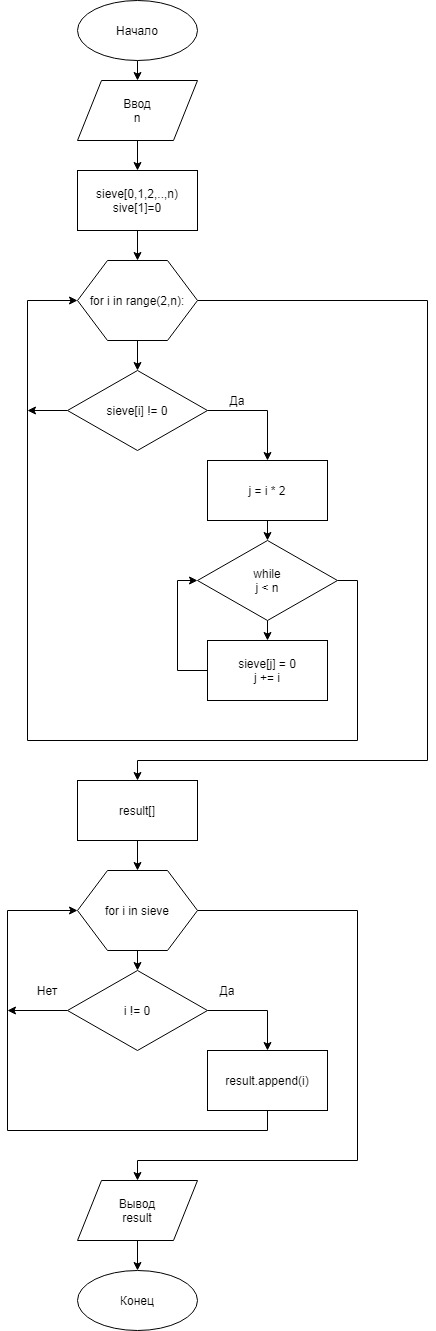 Начало
Ввод
n
sieve[0,1,2,..,n)
sive[1]=0
for i in range(2,n):
sieve[i] != 0
Да
j = i * 2
while
j < n
sieve[j] = 0
j += i
result[]
for i in sieve
Нет
i != 0
Да
result.append(i)
Вывод
result
Конец